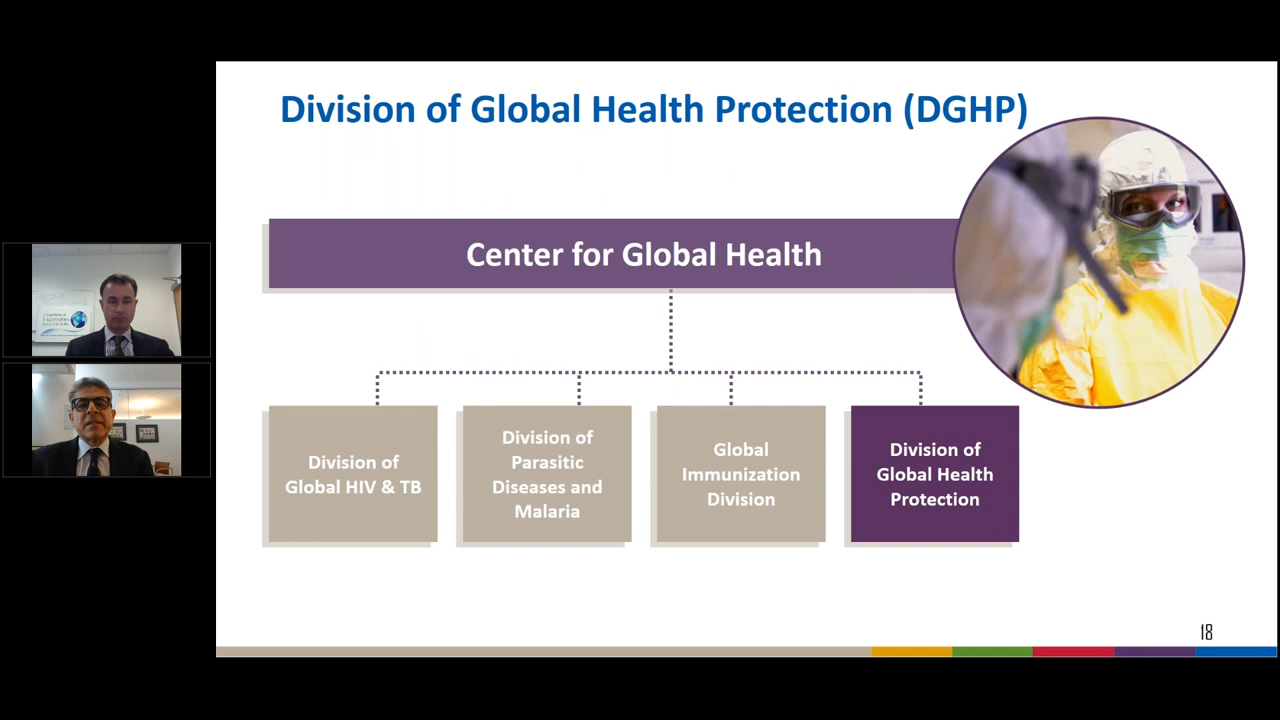 Division of Global Health Protection (DGHP)
Center for Global Health
Division of
Global HIV & TB
Division of
Parasitic
Diseases and
Malaria
Global
Immunization
Division
Division of
Global Health
Protection
18